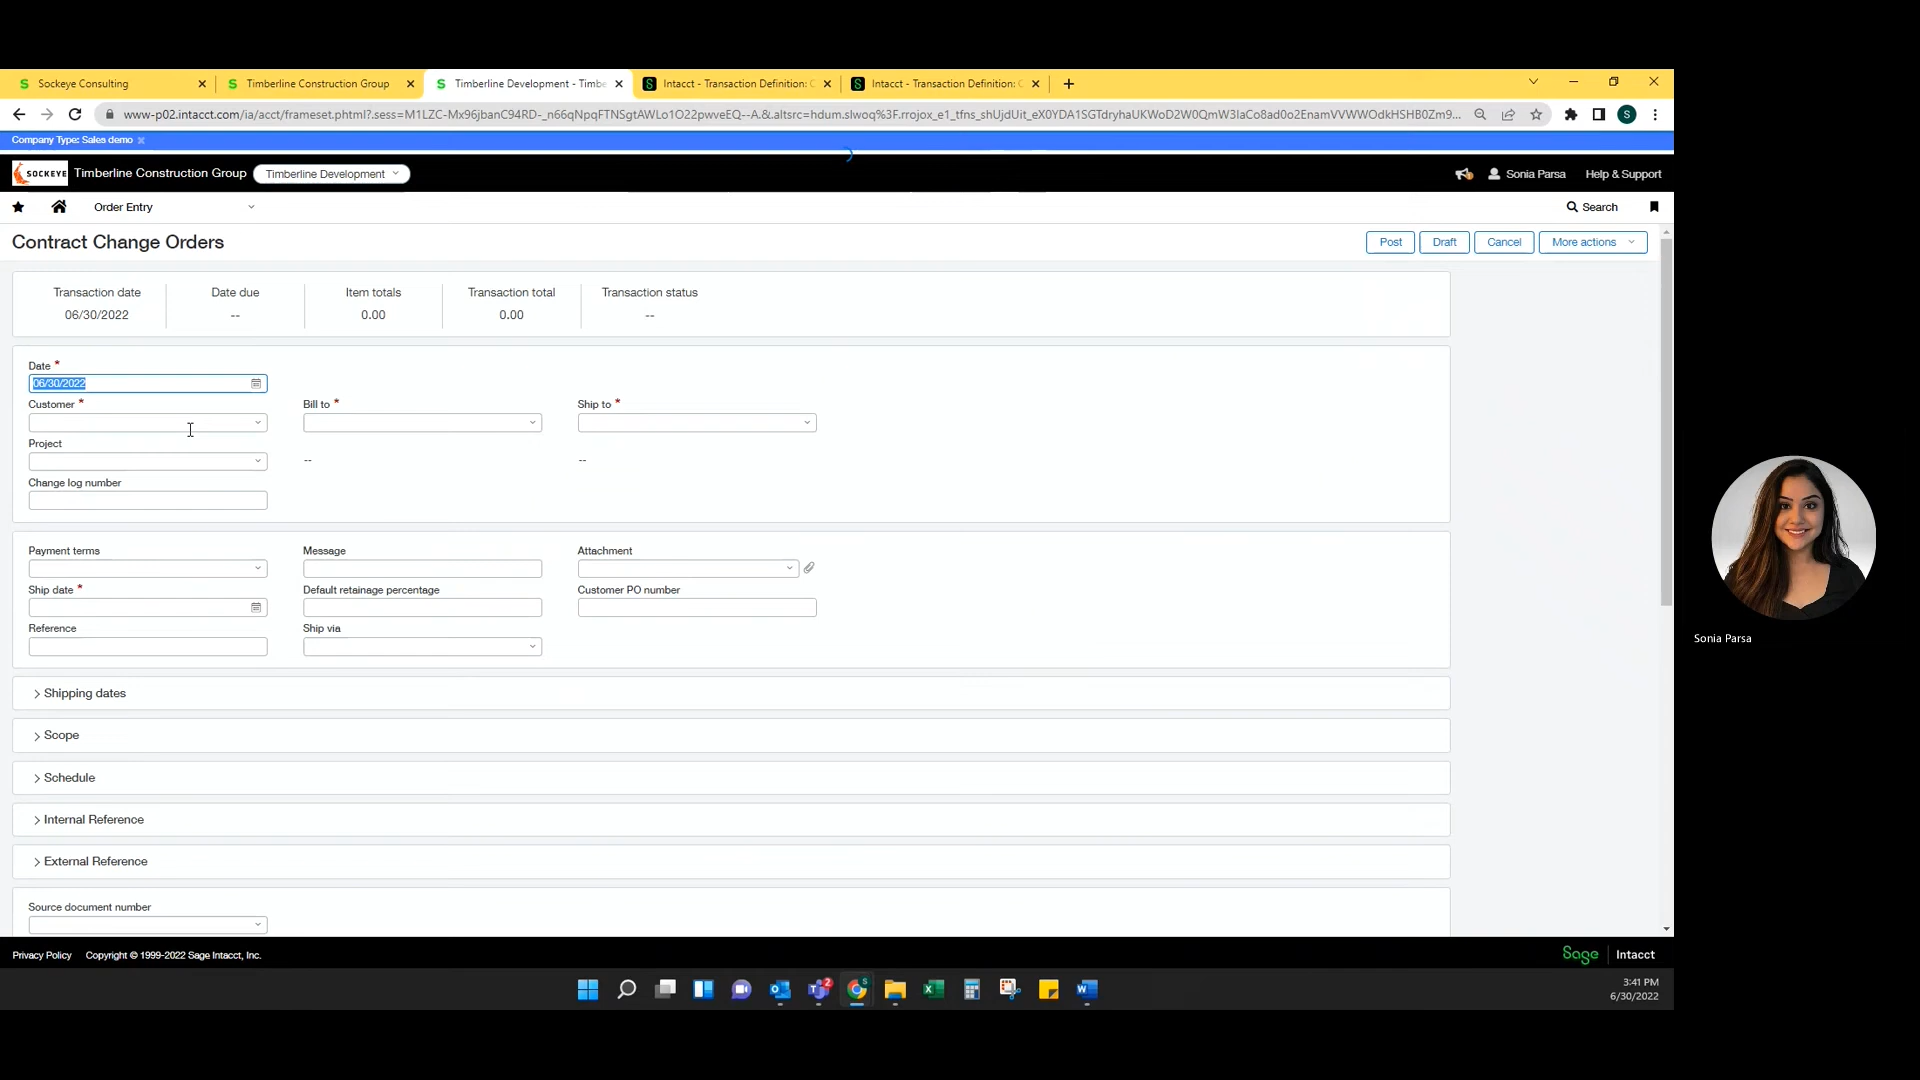 Sockeye Consulting
Timberline Construction Group
Timberline Development - Timbe
Intacct - Transaction Definition: C
Intacct - Transaction Definition: C
Company Type: Sales demo
SOCKEYE Timberline Construction Group Timberline Development
Sonia Parsa Help & Support
Order Entry Search
Contract Change Orders Post Draft Cancel More actions
Transaction date Date due Item totals Transaction total Transaction status
06/30/2022 -- 0.00 0.00 --
Date *
06/30/2022
Customer * Bill to * Ship to *
Project
-- --
Change log number
Payment terms Message Attachment
Ship date * Default retainage percentage Customer PO number
Reference Ship via
Shipping dates
Scope
Schedule
Internal Reference
External Reference
Source document number
Privacy Policy Copyright © 1999-2022 Sage Intacct, Inc. Sage Intacct
3:41 PM
6/30/2022
Sonia Parsa